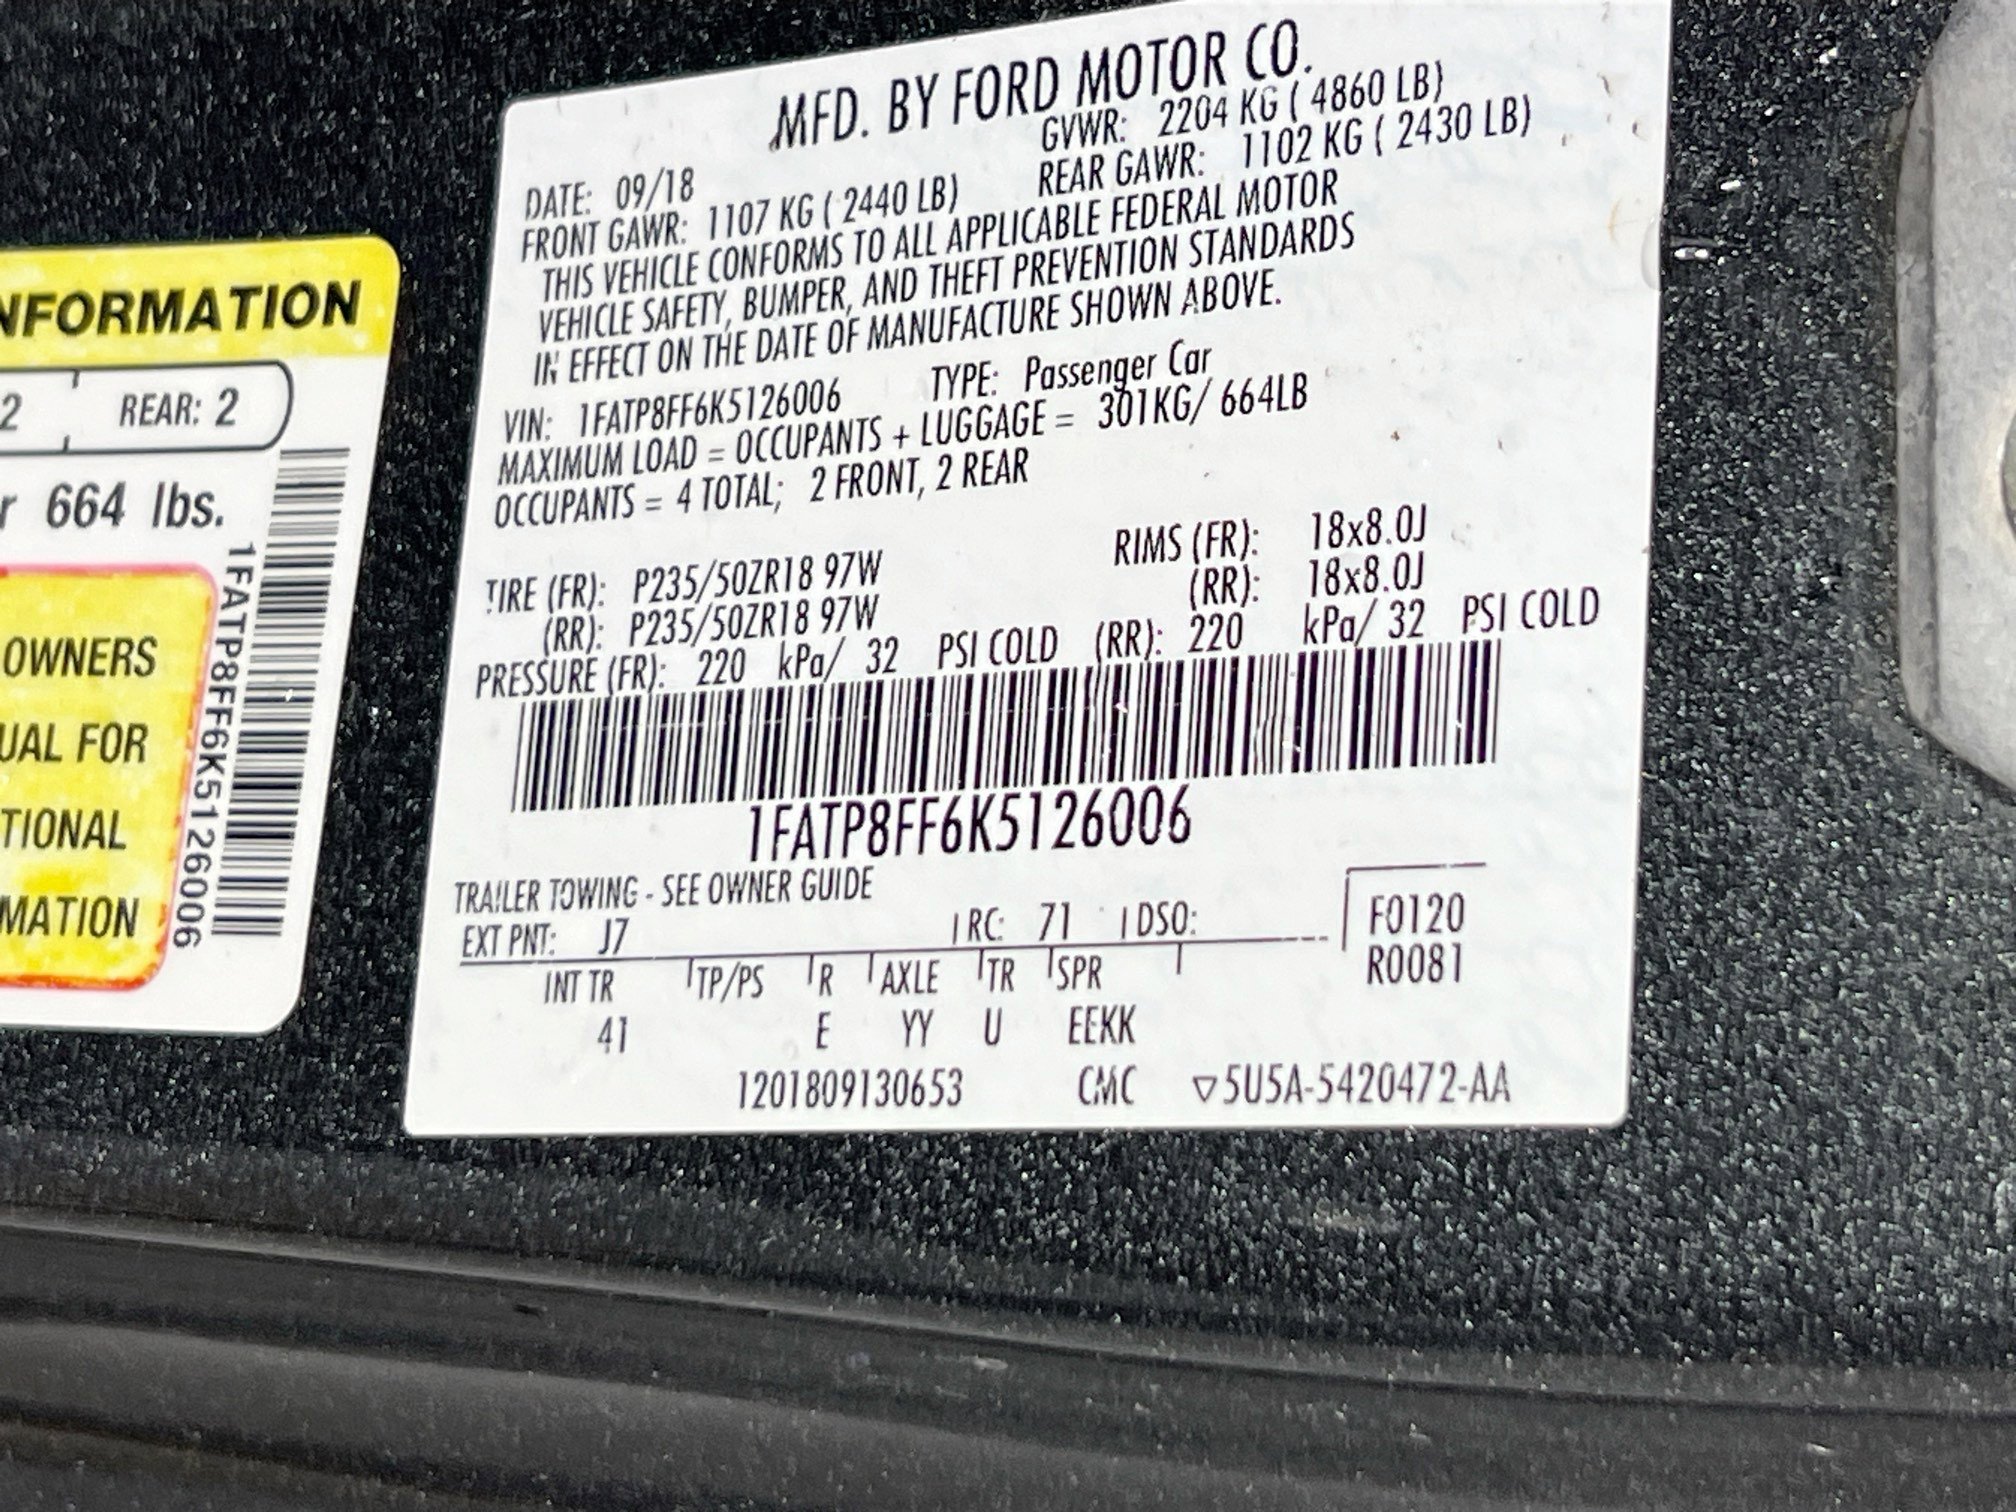 NFORMATION
2 REAR: 2
r 664 lbs.
OWNERS
UAL FOR
TIONAL
MATION
1FATP8FF6K5126006
MFD. BY FORD MOTOR CO.
DATE: 09/18 GVWR: 2204 KG ( 4860 LB)
FRONT GAWR: 1107 KG ( 2440 LB) REAR GAWR: 1102 KG ( 2430 LB)
THIS VEHICLE CONFORMS TO ALL APPLICABLE FEDERAL MOTOR
VEHICLE SAFETY, BUMPER, AND THEFT PREVENTION STANDARDS
IN EFFECT ON THE DATE OF MANUFACTURE SHOWN ABOVE.
VIN: 1FATP8FF6K5126006 TYPE: Passenger Car
MAXIMUM LOAD = OCCUPANTS + LUGGAGE = 301KG/ 664LB
OCCUPANTS = 4 TOTAL; 2 FRONT, 2 REAR
TIRE (FR): P235/50ZR18 97W RIMS (FR): 18x8.0J
(RR): P235/50ZR18 97W (RR): 18x8.0J
PRESSURE (FR): 220 kPa/ 32 PSI COLD (RR): 220 kPa/ 32 PSI COLD
1FATP8FF6K5126006
TRAILER TOWING - SEE OWNER GUIDE
EXT PNT: J7 RC: 71 DSO: F0120
INT TR TP/PS R AXLE TR SPR R0081
41 E YY U EEKK
1201809130653 CMC ▽5U5A-5420472-AA